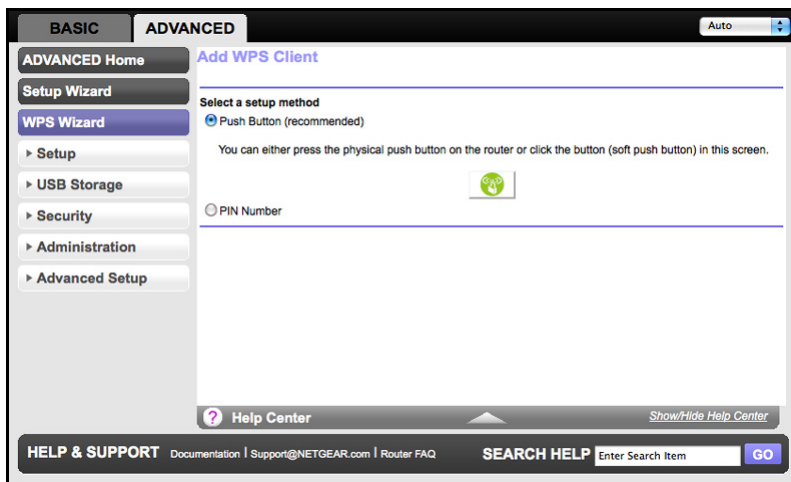 BASIC ADVANCED Auto
ADVANCED Home
Setup Wizard
WPS Wizard
Setup
USB Storage
Security
Administration
Advanced Setup
Add WPS Client
Select a setup method
Push Button (recommended)
You can either press the physical push button on the router or click the button (soft push button) in this screen.
PIN Number
? Help Center Show/Hide Help Center
HELP & SUPPORT Documentation | Support@NETGEAR.com | Router FAQ SEARCH HELP Enter Search Item GO